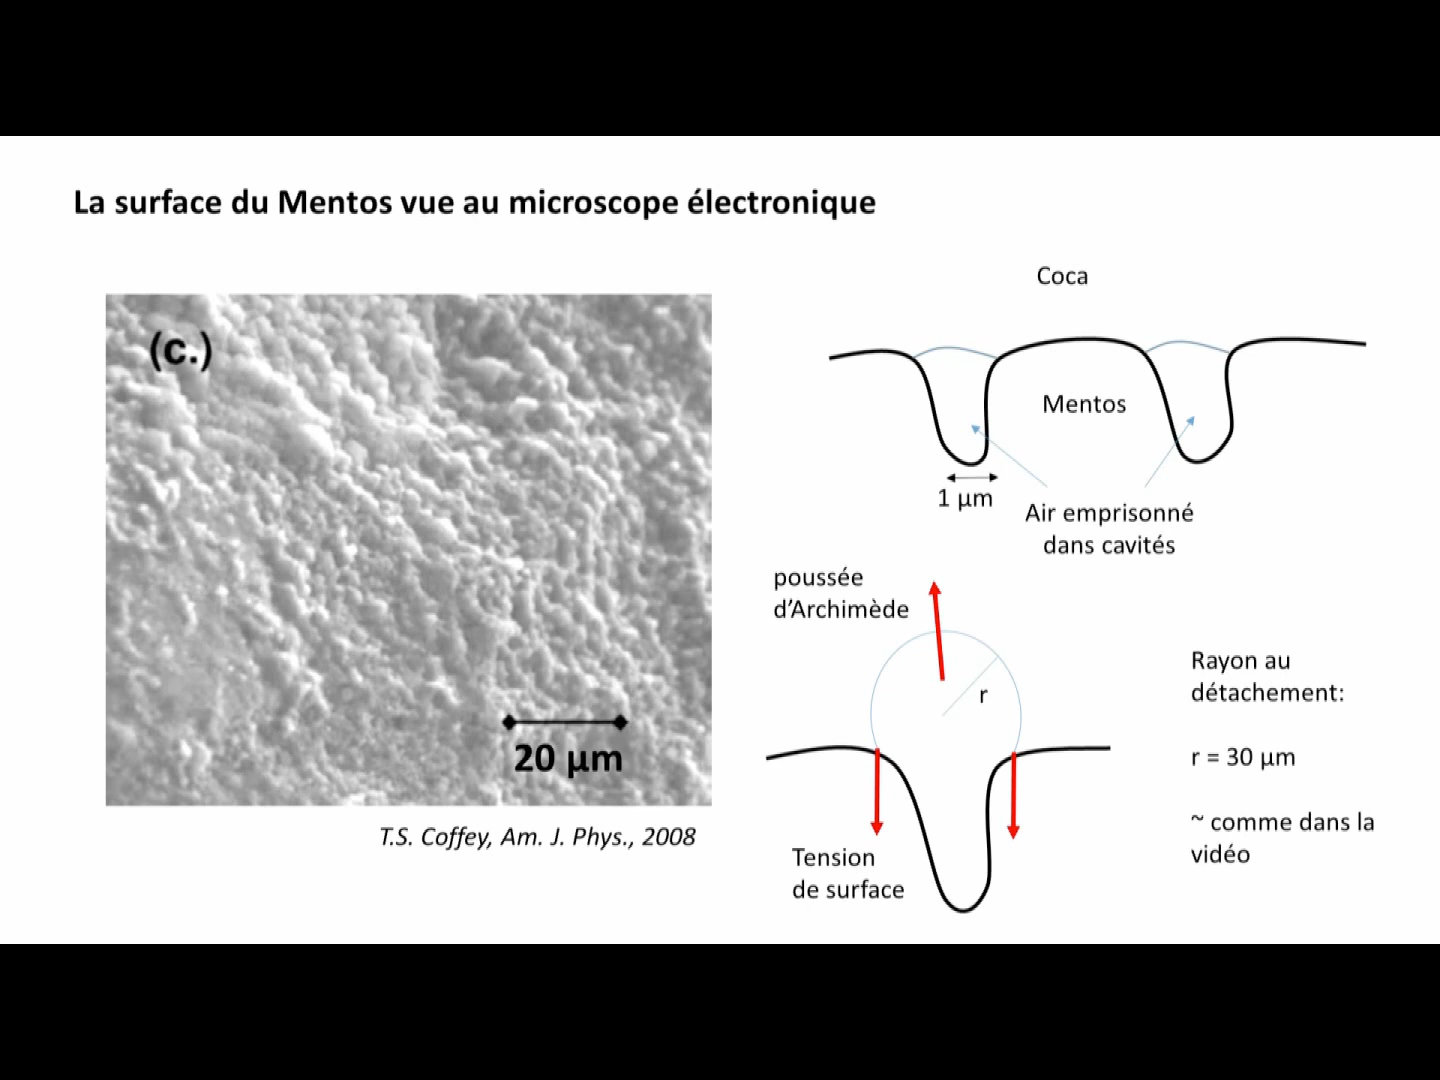 La surface du Mentos vue au microscope électronique
(c.)
20 µm
T.S. Coffey, Am. J. Phys., 2008
Coca
Mentos
1 µm
Air emprisonné
dans cavités
poussée
d’Archimède
r
Tension
de surface
Rayon au
détachement:
r = 30 µm
~ comme dans la
vidéo